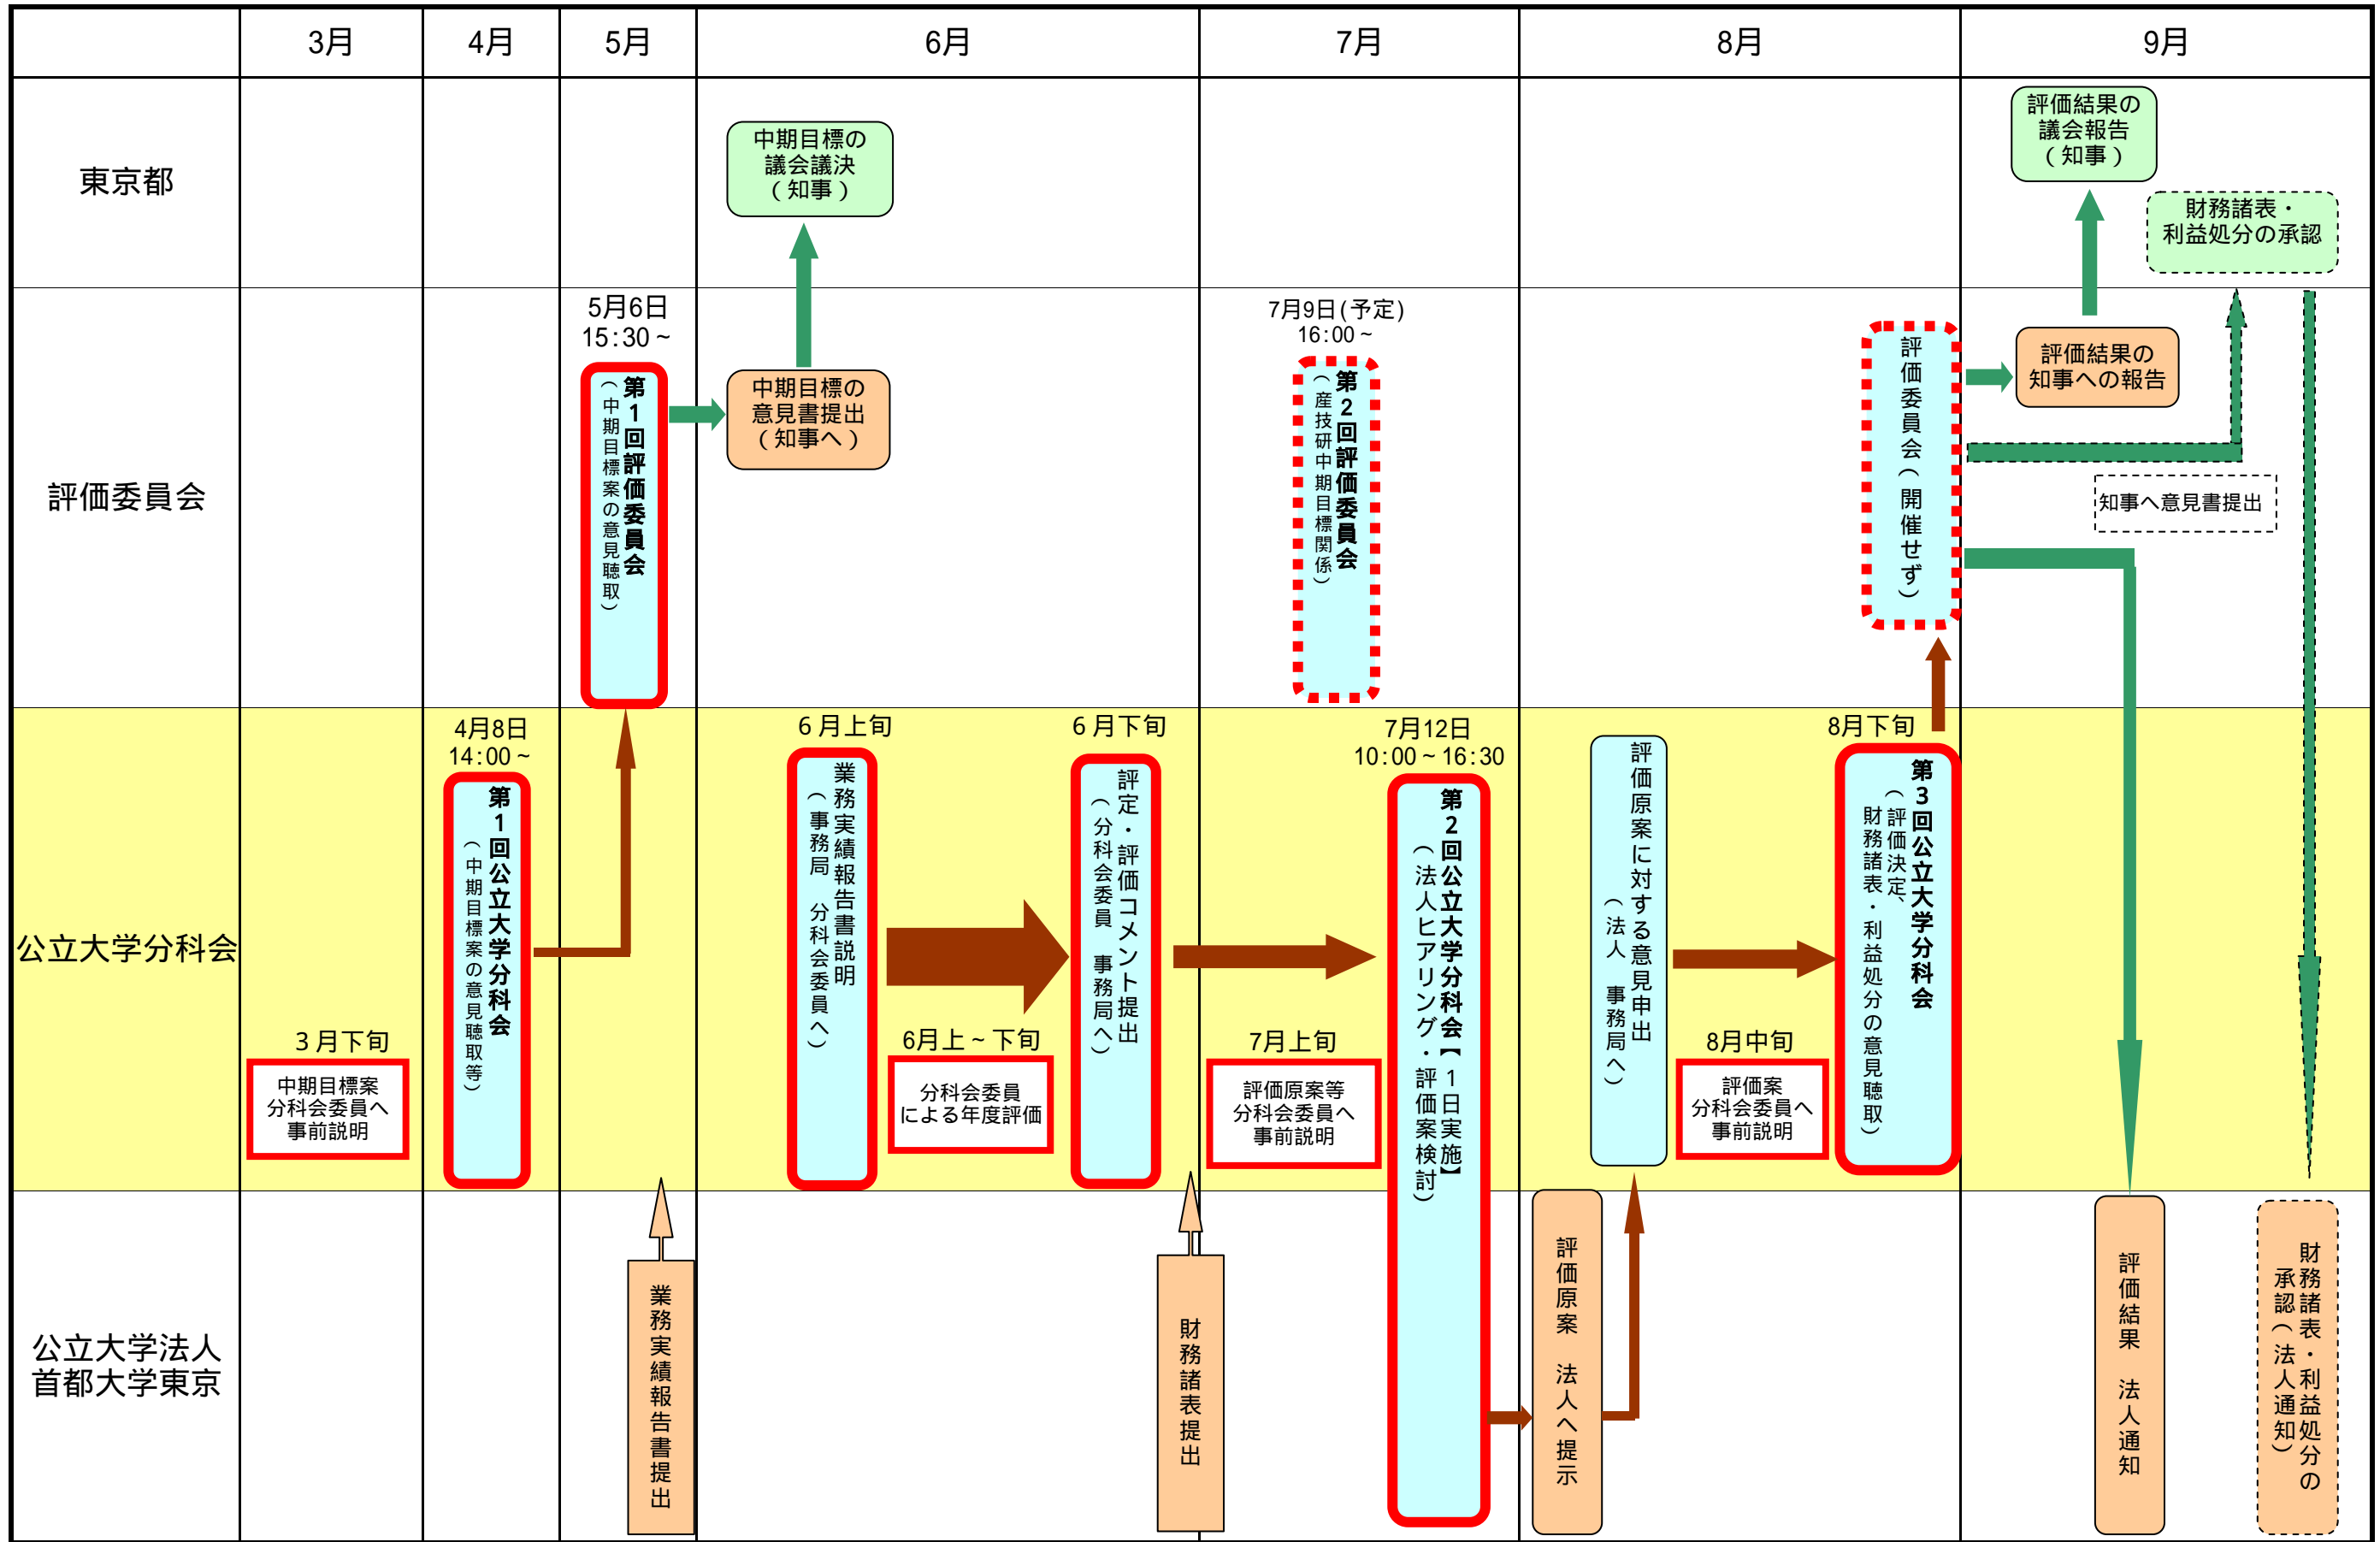 3月
4月
5月
6月
7月
8月
9月
東京都
中期目標の
議会議決
（知事）
評価結果の
議会報告
（知事）
財務諸表・
利益処分の承認
評価委員会
5月6日
15:30～
第1回評価委員会
（中期目標案の意見聴取）
中期目標の
意見書提出
（知事へ）
7月9日(予定)
16:00～
第2回評価委員会
（産技研中期目標関係）
評価委員会（開催せず）
評価結果の
知事への報告
知事へ意見書提出
公立大学分科会
3月下旬
中期目標案
分科会委員へ
事前説明
4月8日
14:00～
第1回公立大学分科会
（中期目標案の意見聴取等）
6月上旬
業務実績報告書説明
（事務局　分科会委員へ）
6月上～下旬
分科会委員
による年度評価
6月下旬
評定・評価コメント提出
（分科会委員　事務局へ）
7月上旬
評価原案等
分科会委員へ
事前説明
7月12日
10:00～16:30
第2回公立大学分科会【1日実施】
（法人ヒアリング・評価案検討）
評価原案に対する意見申出
（法人　事務局へ）
8月中旬
評価案
分科会委員へ
事前説明
8月下旬
第3回公立大学分科会
（評価決定、
財務諸表・利益処分の意見聴取）
公立大学法人
首都大学東京
業務実績報告書提出
財務諸表提出
評価原案　法人へ提示
評価結果　法人通知
財務諸表・利益処分の
承認（法人通知）